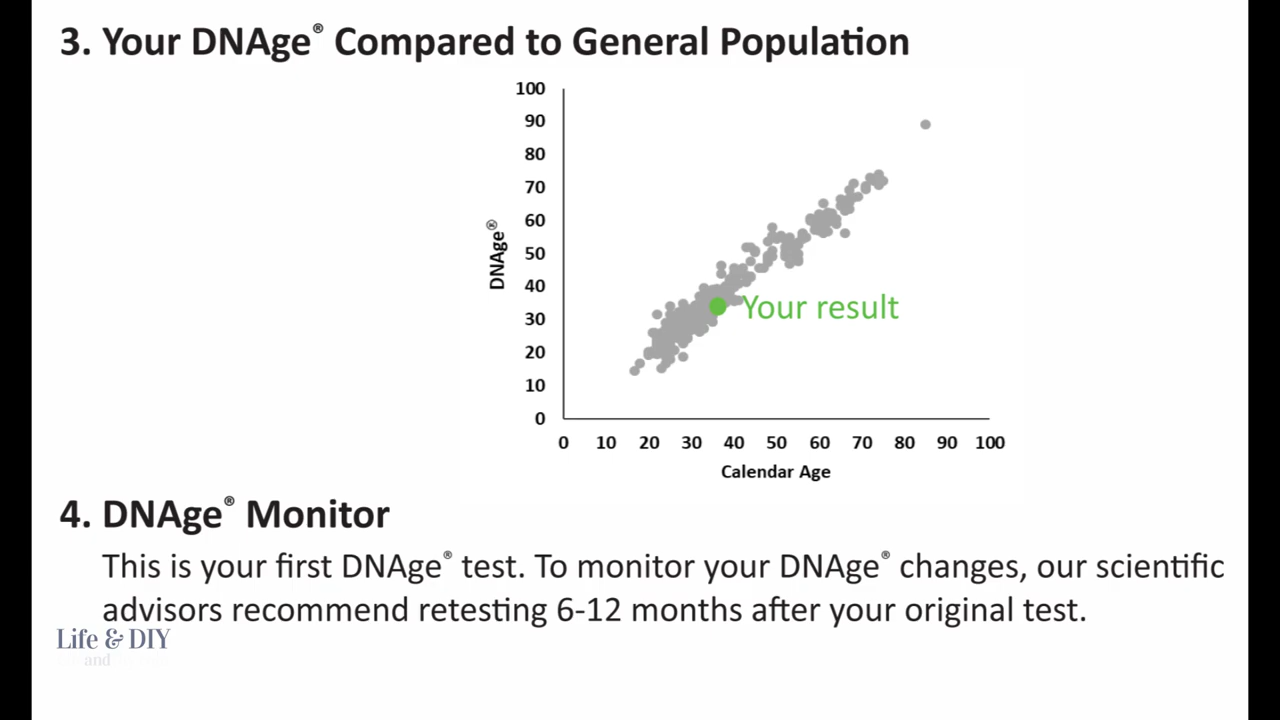 3. Your DNAge® Compared to General Population
100
90
80
70
60
50
40
30
20
10
0
DNAge®
Your result
0 10 20 30 40 50 60 70 80 90 100
Calendar Age
4. DNAge® Monitor
This is your first DNAge® test. To monitor your DNAge® changes, our scientific
advisors recommend retesting 6-12 months after your original test.
Life & DIY
and